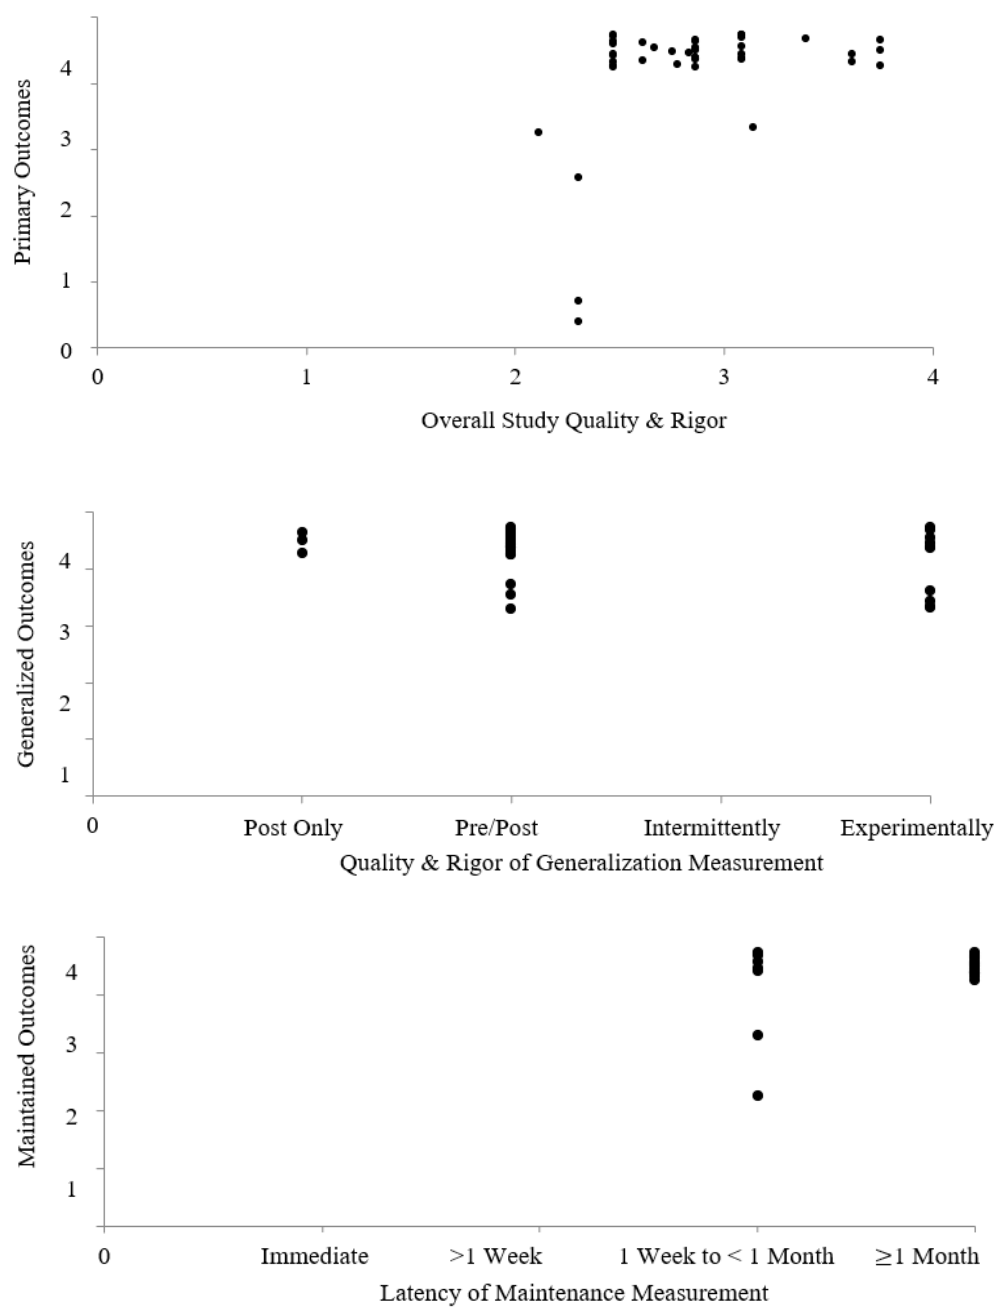 Primary Outcomes
4
3
2
1
0
0 1 2 3 4
Overall Study Quality & Rigor
Generalized Outcomes
4
3
2
1
0 Post Only Pre/Post Intermittently Experimentally
Quality & Rigor of Generalization Measurement
Maintained Outcomes
4
3
2
1
0 Immediate >1 Week 1 Week to < 1 Month ≥1 Month
Latency of Maintenance Measurement